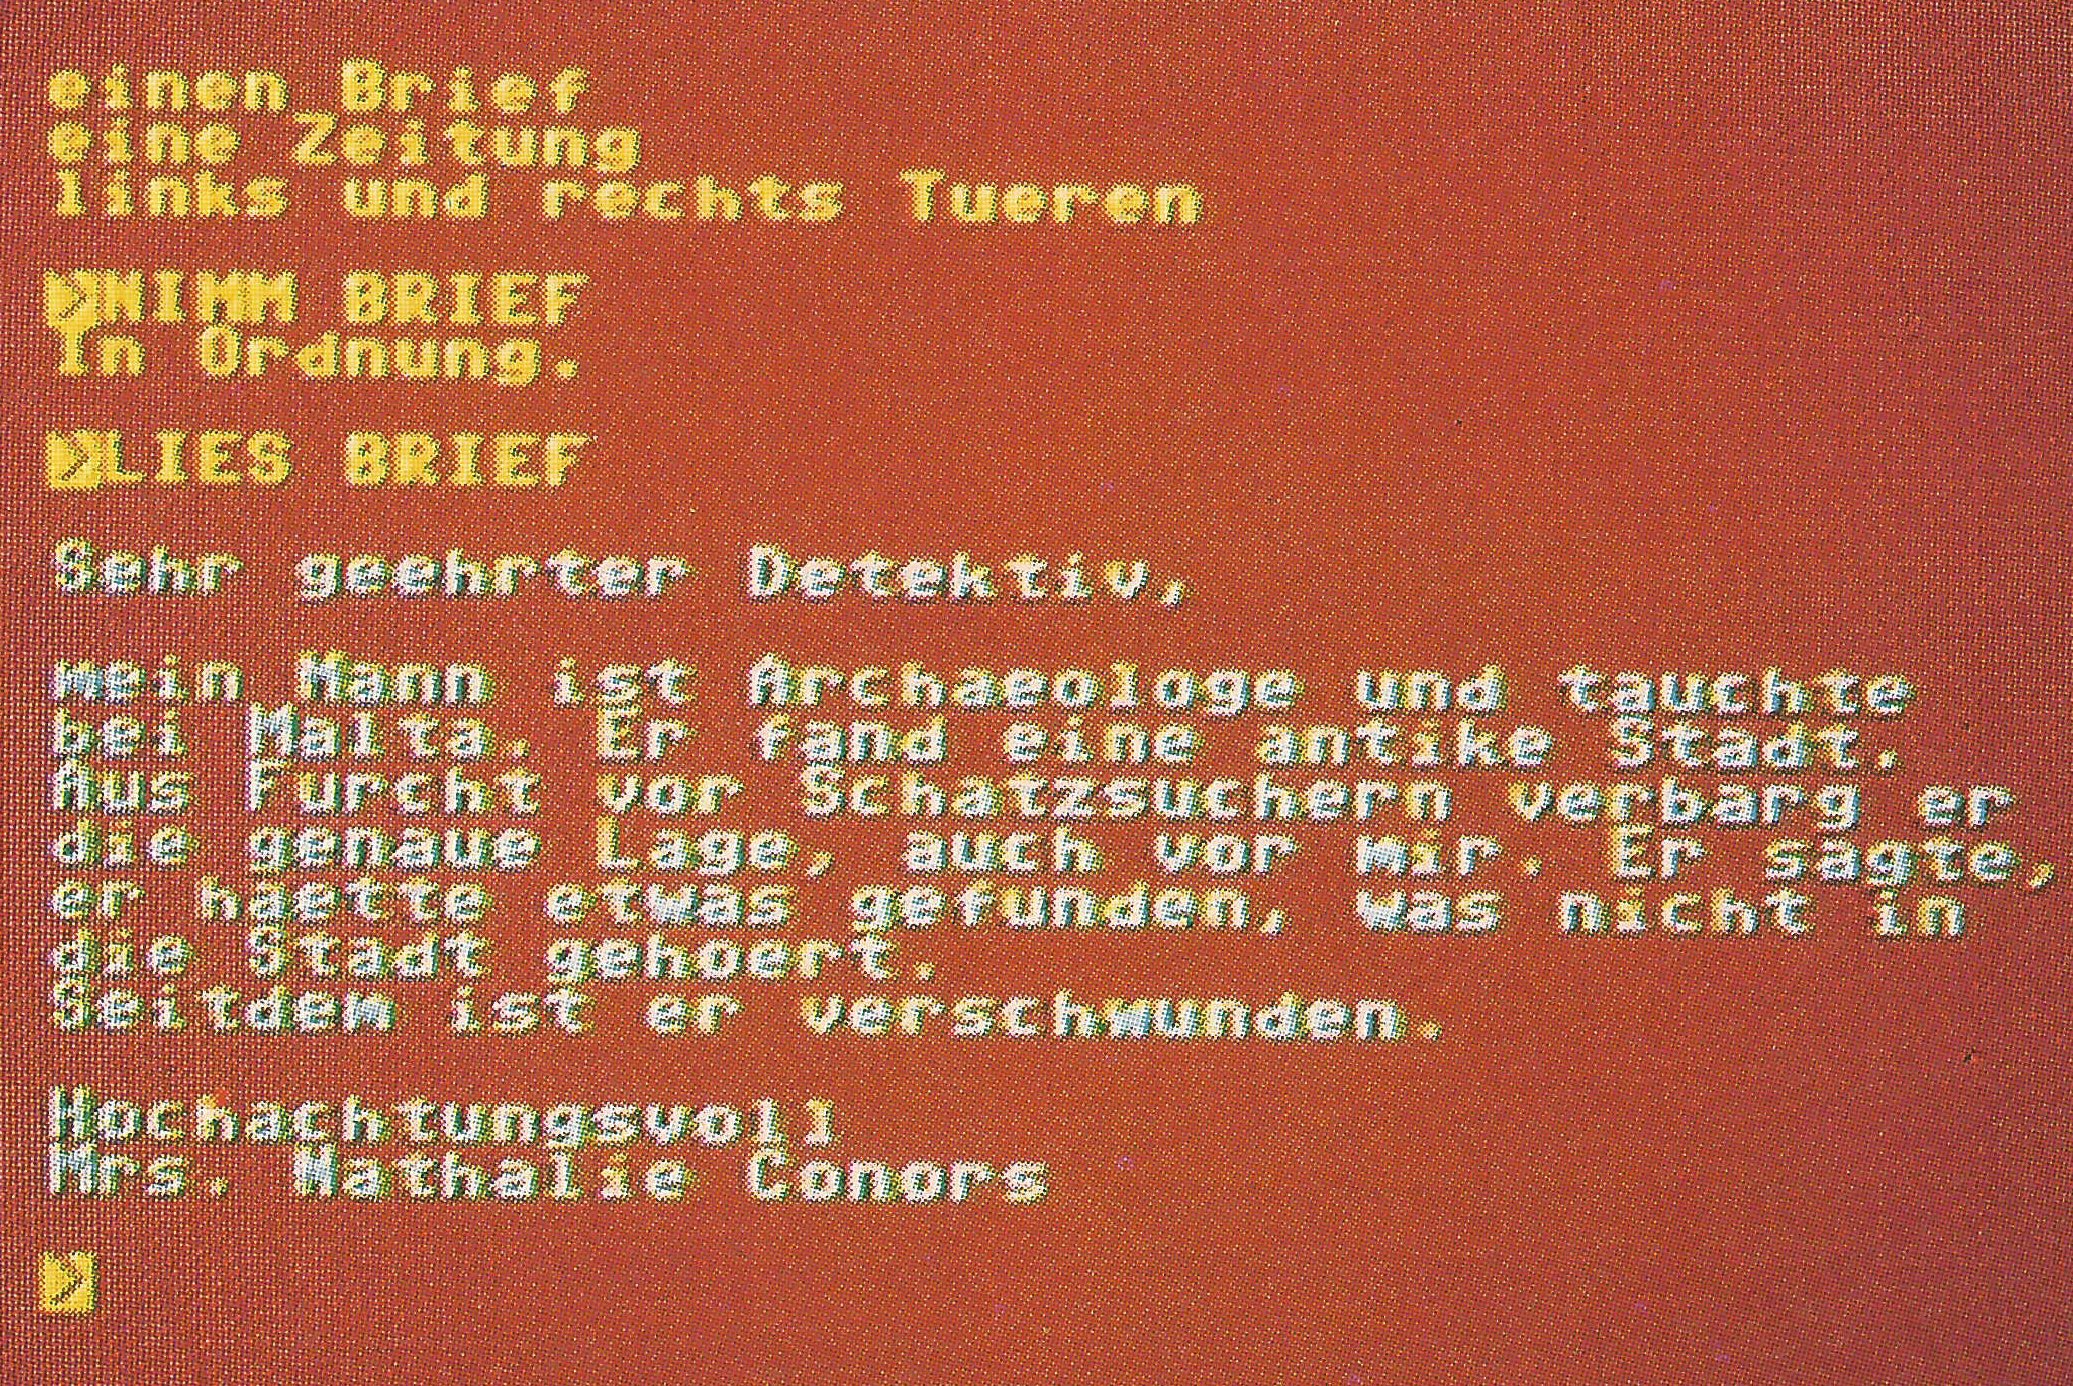 einen Brief
eine Zeitung
links und rechts Tueren
>NIMM BRIEF
In Ordnung.
>LIES BRIEF
Sehr geehrter Detektiv,
mein Mann ist Archaeologe und tauchte
bei Malta. Er fand eine antike Stadt.
Aus Furcht vor Schatzsuchern verbarg er
die genaue Lage, auch vor mir. Er sagte,
er haette etwas gefunden, was nicht in
die Stadt gehoert.
Seitdem ist er verschwunden.
Hochachtungsvoll
Mrs. Nathalie Conors
>